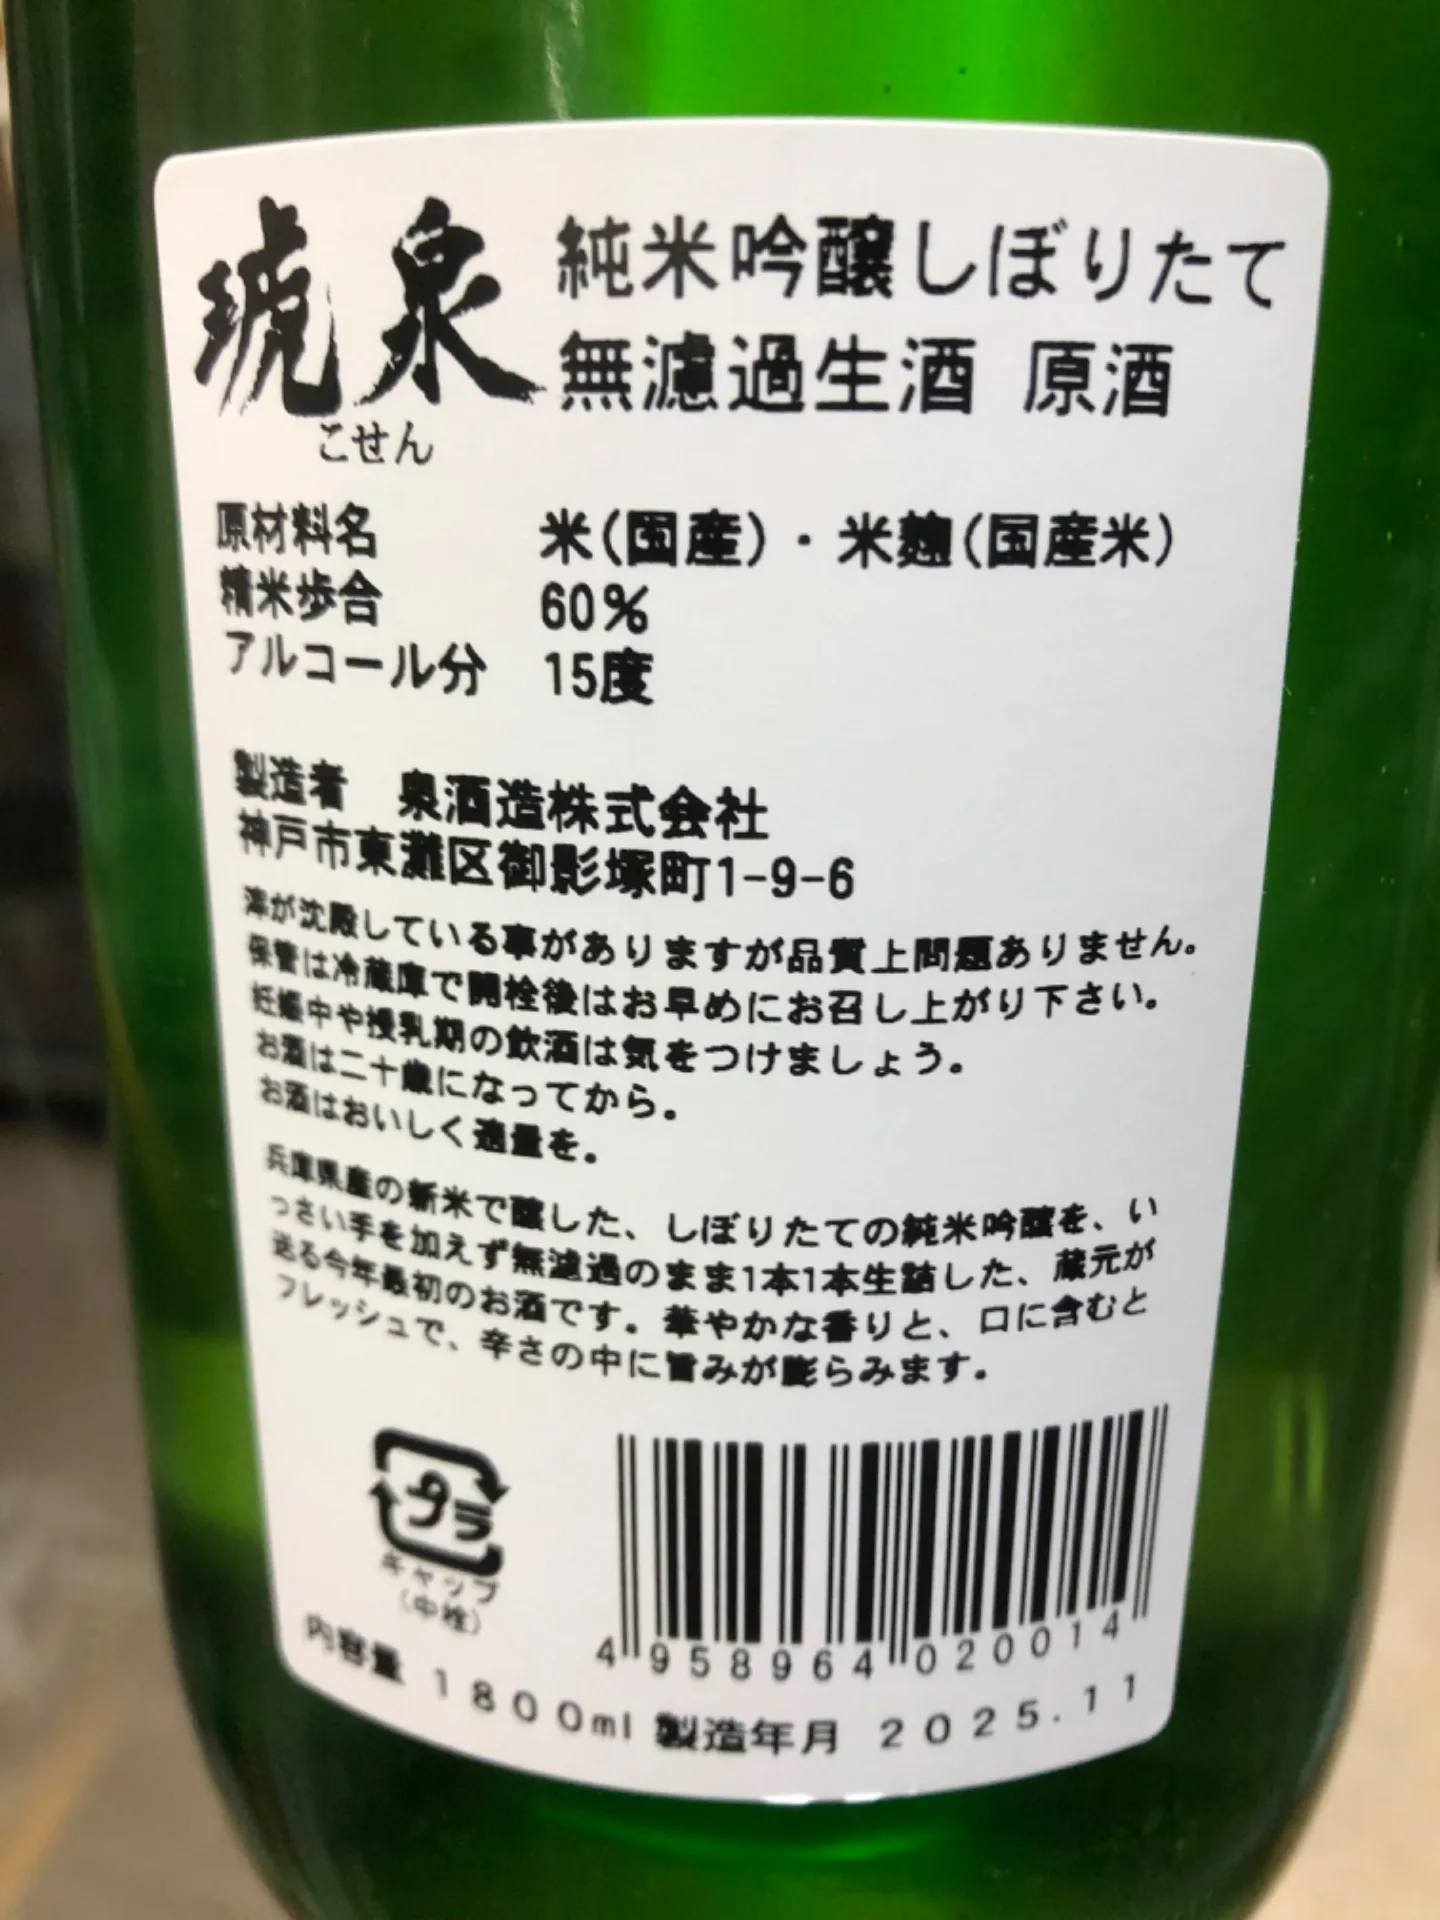 琥泉
こせん
純米吟醸しぼりたて
無濾過生酒 原酒
原材料名 米(国産)・米麹(国産米)
精米歩合 60%
アルコール分 15度
製造者 泉酒造株式会社
神戸市東灘区御影塚町1-9-6
滓が沈殿している事がありますが品質上問題ありません。
保管は冷蔵庫で開栓後はお早めにお召し上がり下さい。
妊娠中や授乳期の飲酒は気をつけましょう。
お酒は二十歳になってから。
お酒はおいしく適量を。
兵庫県産の新米で醸した、しぼりたての純米吟醸を、い
っさい手を加えず無濾過のまま1本1本生詰した、蔵元が
送る今年最初のお酒です。華やかな香りと、口に含むと
フレッシュで、辛さの中に旨みが膨らみます。
プラ
キャップ
(中栓)
4958964020014
内容量 1800ml 製造年月 2025.11